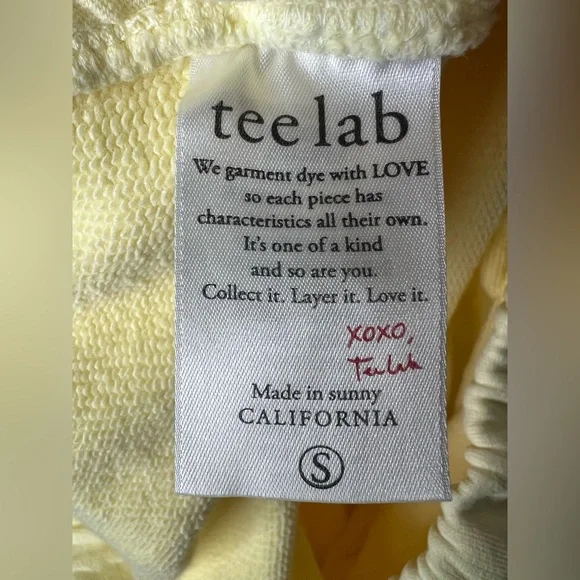 tee lab
We garment dye with LOVE
so each piece has
characteristics all their own.
It's one of a kind
and so are you.
Collect it. Layer it. Love it.
xoxo,
Tee Lab
Made in sunny
CALIFORNIA
S